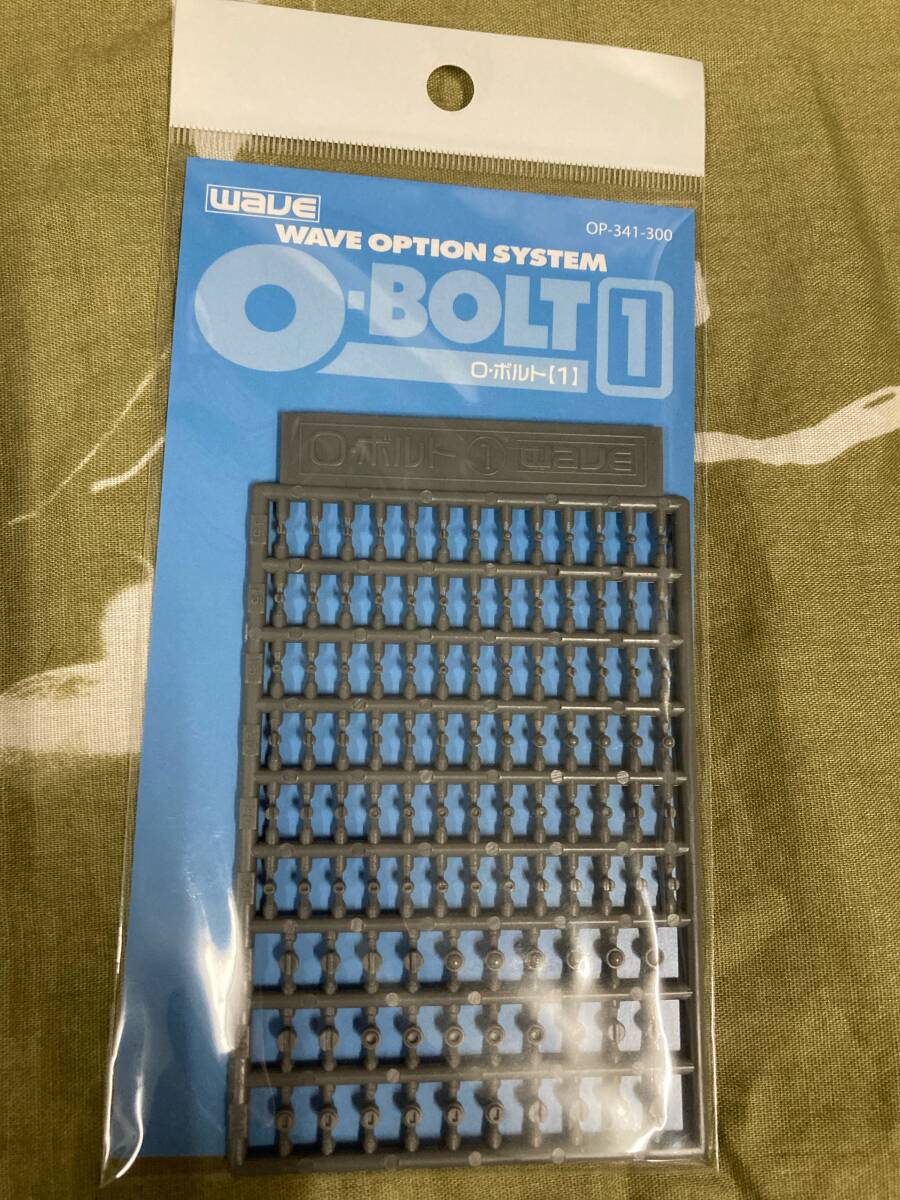 wave
OP-341-300
WAVE OPTION SYSTEM
O·BOLT 1
O·ボルト【1】
O·ボルト 1 wave